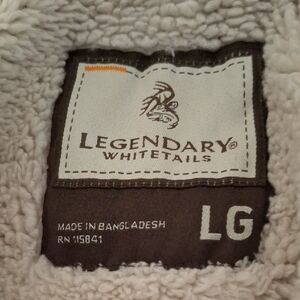 LEGENDARY®
WHITETAILS
MADE IN BANGLADESH
RN 115841
LG